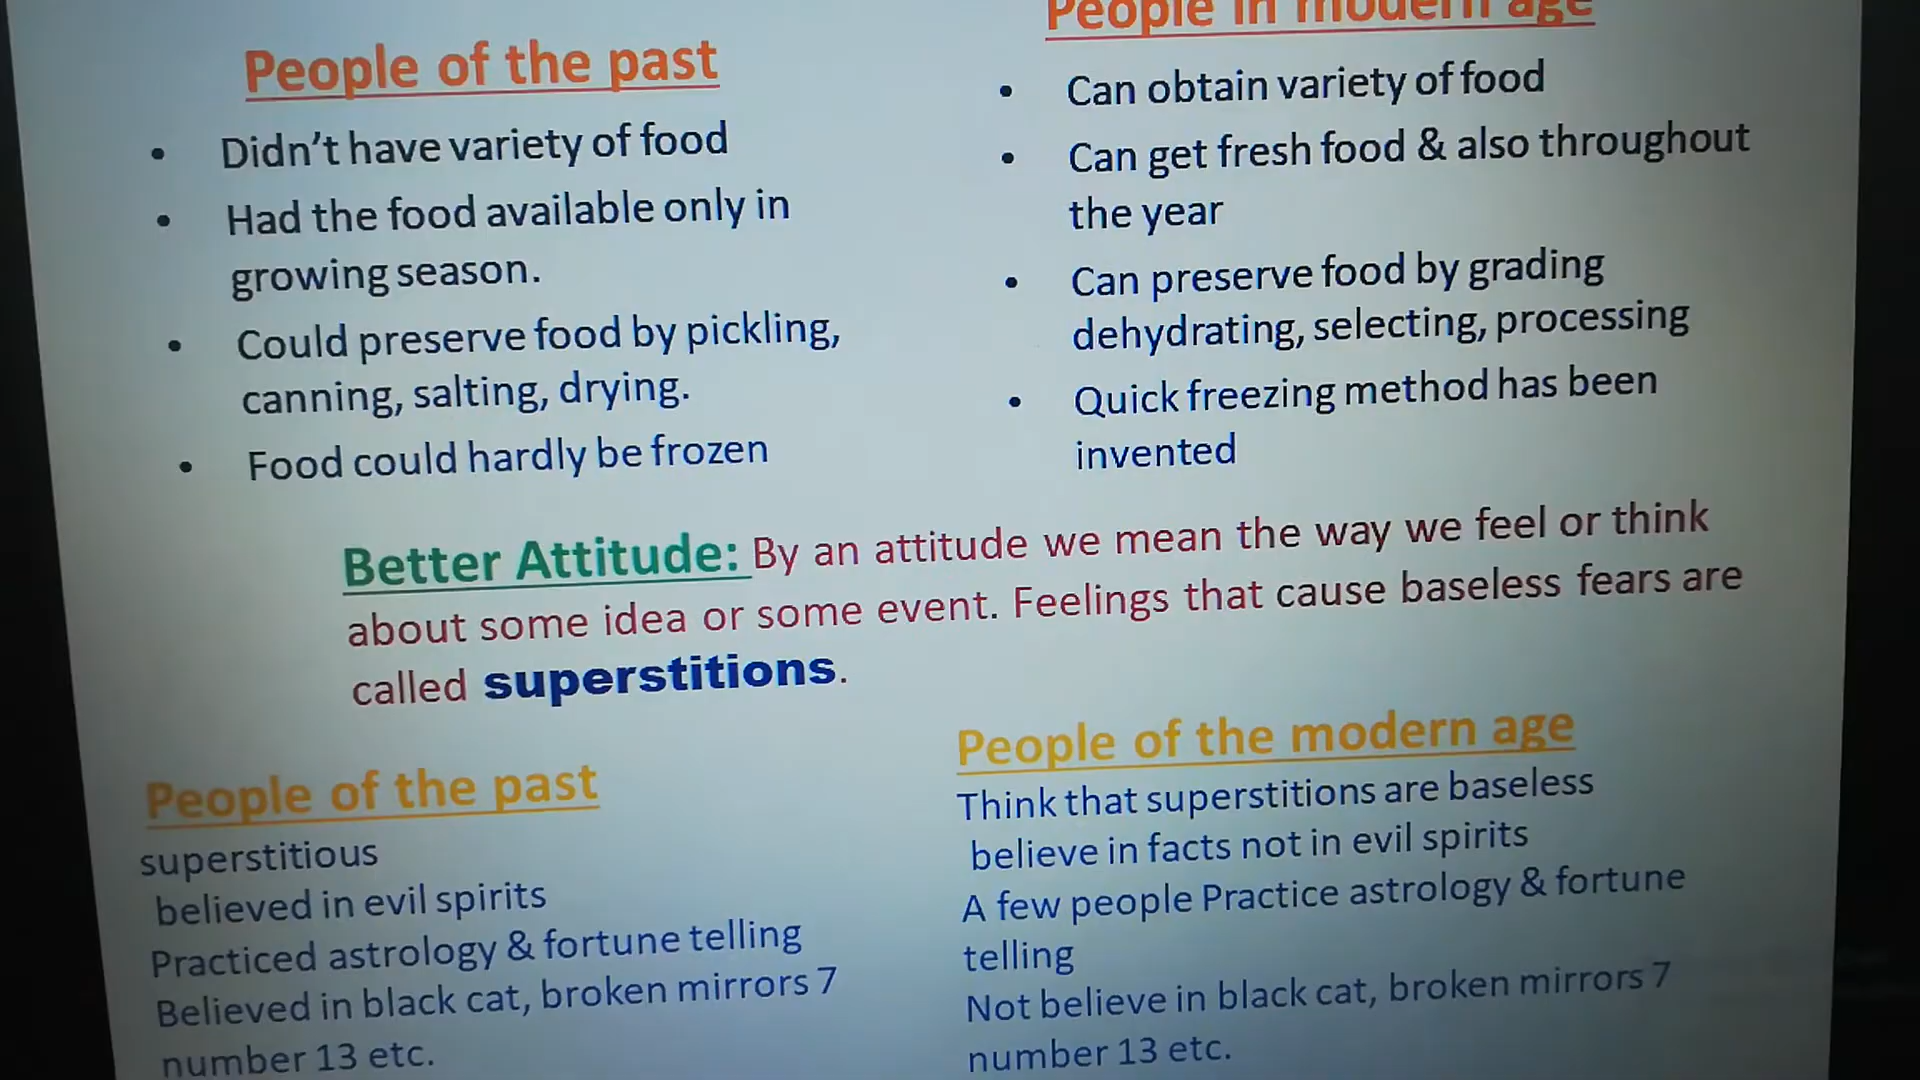 People of the past
Didn't have variety of food
Had the food available only in
growing season.
Could preserve food by pickling,
canning, salting, drying.
Food could hardly be frozen
People in modern age
Can obtain variety of food
Can get fresh food & also throughout
the year
Can preserve food by grading
dehydrating, selecting, processing
Quick freezing method has been
invented
Better Attitude: By an attitude we mean the way we feel or think
about some idea or some event. Feelings that cause baseless fears are
called superstitions.
People of the past
superstitious
believed in evil spirits
Practiced astrology & fortune telling
Believed in black cat, broken mirrors 7
number 13 etc.
People of the modern age
Think that superstitions are baseless
believe in facts not in evil spirits
A few people Practice astrology & fortune
telling
Not believe in black cat, broken mirrors 7
number 13 etc.